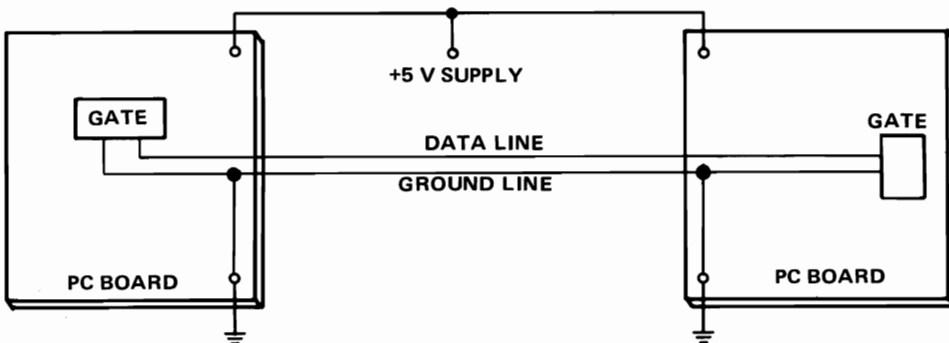 +5 V SUPPLY
GATE
GATE
DATA LINE
GROUND LINE
PC BOARD
PC BOARD